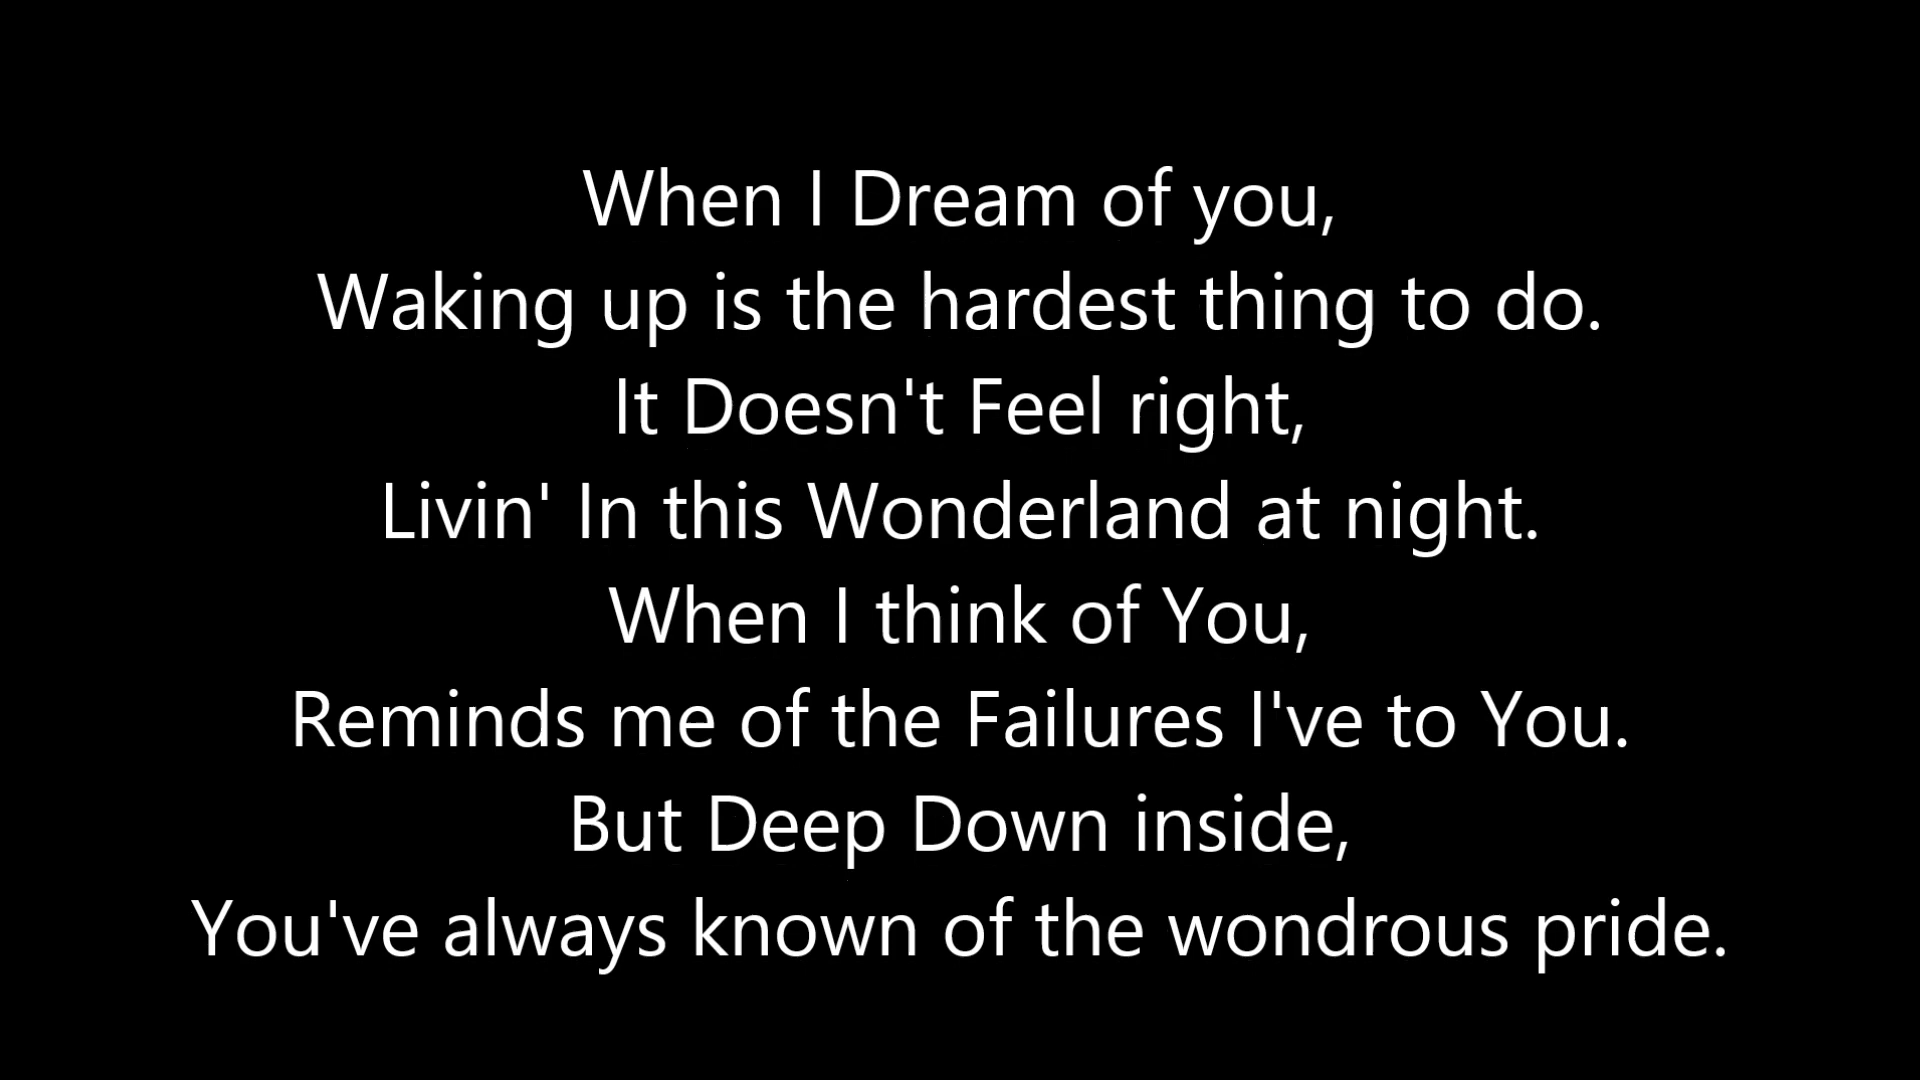 When I Dream of you,
Waking up is the hardest thing to do.
It Doesn't Feel right,
Livin' In this Wonderland at night.
When I think of You,
Reminds me of the Failures I've to You.
But Deep Down inside,
You've always known of the wondrous pride.